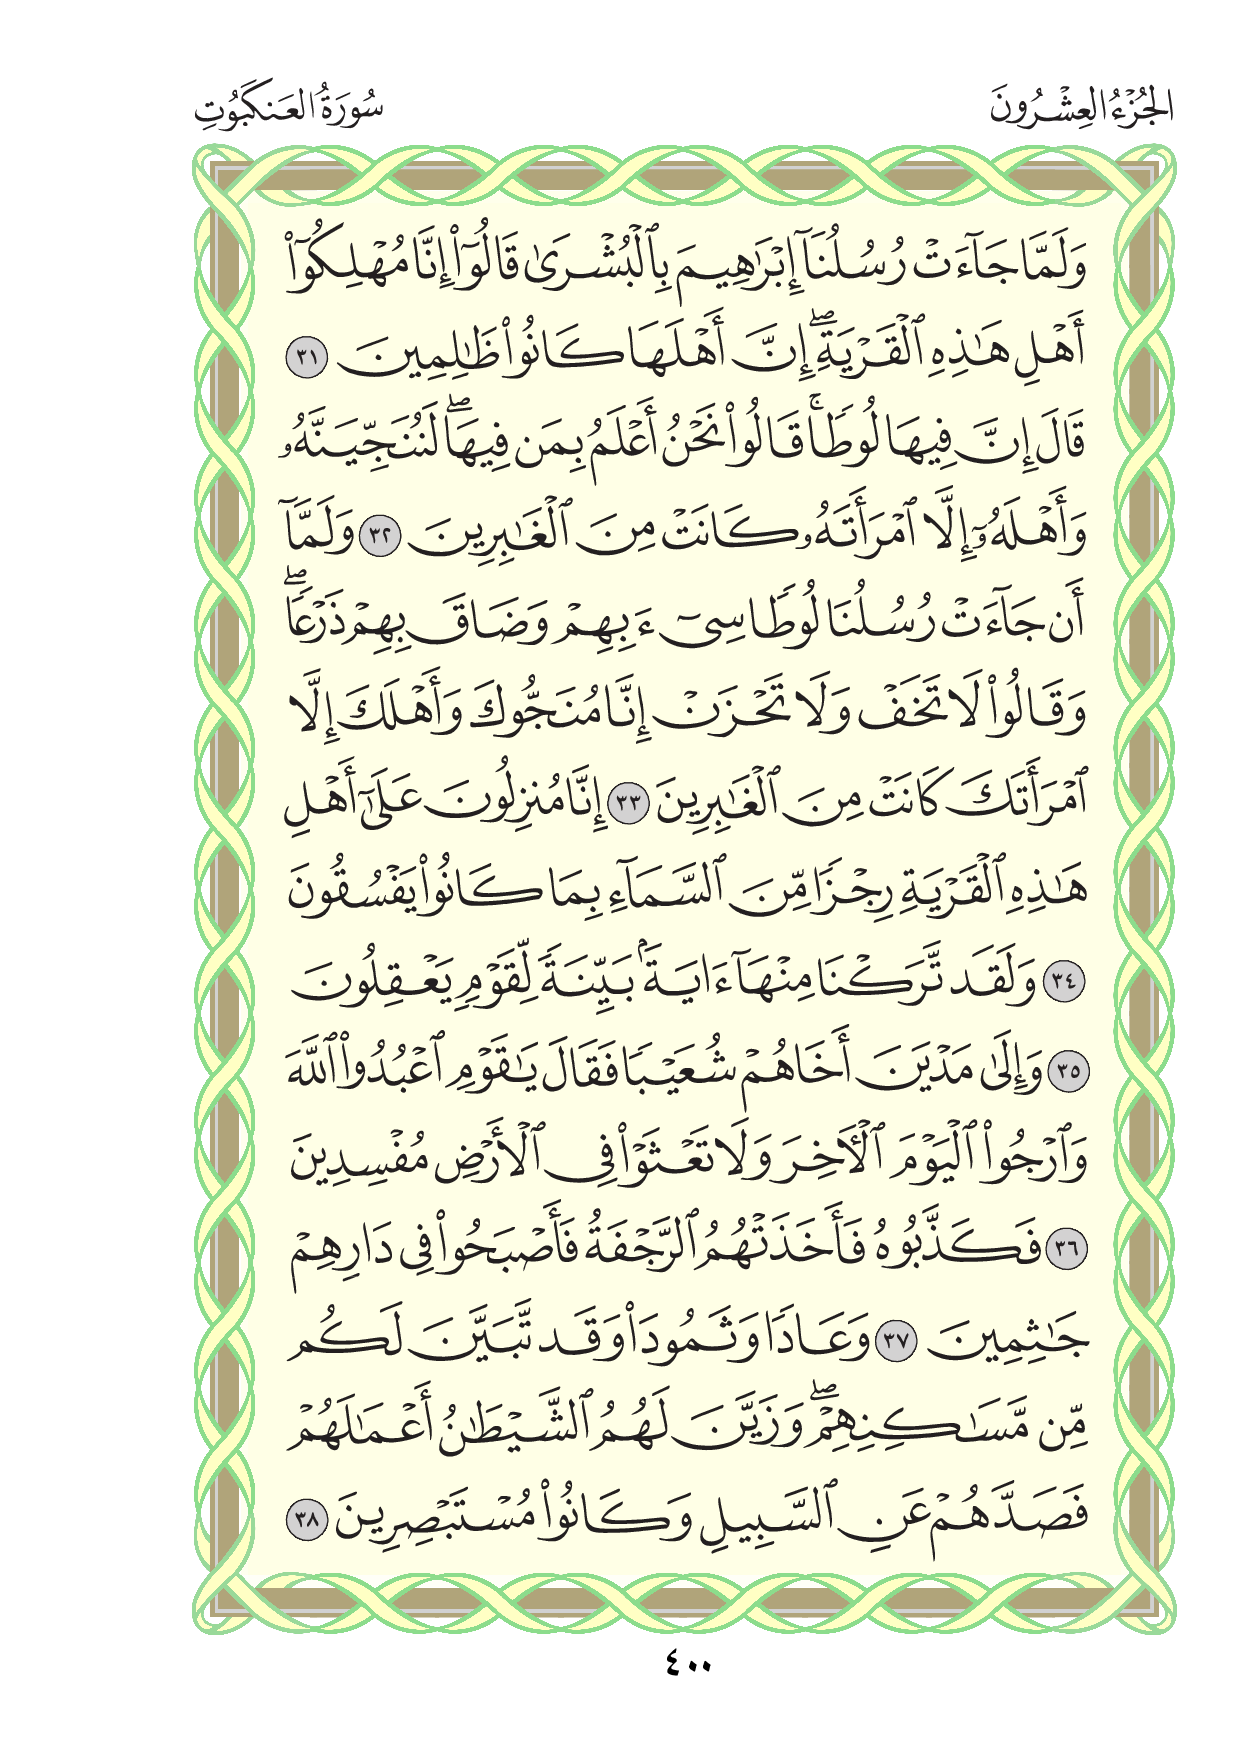 الجُزْءُ العِشْرُونَ
سُورَةُ العَنكَبُوتِ
وَلَمَّا جَآءَتْ رُسُلُنَآ إِبْرَٰهِيمَ بِٱلْبُشْرَىٰ قَالُوٓا۟ إِنَّا مُهْلِكُوٓا۟
أَهْلِ هَٰذِهِ ٱلْقَرْيَةِۖ إِنَّ أَهْلَهَا كَانُوا۟ ظَٰلِمِينَ ٣١
قَالَ إِنَّ فِيهَا لُوطًاۚ قَالُوا۟ نَحْنُ أَعْلَمُ بِمَن فِيهَاۖ لَنُنَجِّيَنَّهُۥ
وَأَهْلَهُۥٓ إِلَّا ٱمْرَأَتَهُۥ كَانَتْ مِنَ ٱلْغَٰبِرِينَ ٣٢ وَلَمَّآ
أَن جَآءَتْ رُسُلُنَا لُوطًا سِىٓءَ بِهِمْ وَضَاقَ بِهِمْ ذَرْعًاۖ
وَقَالُوا۟ لَا تَخَفْ وَلَا تَحْزَنْ إِنَّا مُنَجُّوكَ وَأَهْلَكَ إِلَّا
ٱمْرَأَتَكَ كَانَتْ مِنَ ٱلْغَٰبِرِينَ ٣٣ إِنَّا مُنزِلُونَ عَلَىٰٓ أَهْلِ
هَٰذِهِ ٱلْقَرْيَةِ رِجْزًا مِّنَ ٱلسَّمَآءِ بِمَا كَانُوا۟ يَفْسُقُونَ
٣٤ وَلَقَد تَّرَكْنَا مِنْهَآ ءَايَةًۢ بَيِّنَةً لِّقَوْمٍ يَعْقِلُونَ
٣٥ وَإِلَىٰ مَدْيَنَ أَخَاهُمْ شُعَيْبًا فَقَالَ يَٰقَوْمِ ٱعْبُدُوا۟ ٱللَّهَ
وَٱرْجُوا۟ ٱلْيَوْمَ ٱلْءَاخِرَ وَلَا تَعْثَوْا۟ فِى ٱلْأَرْضِ مُفْسِدِينَ
٣٦ فَكَذَّبُوهُ فَأَخَذَتْهُمُ ٱلرَّجْفَةُ فَأَصْبَحُوا۟ فِى دَارِهِمْ
جَٰثِمِينَ ٣٧ وَعَادًا وَثَمُودَا۟ وَقَد تَّبَيَّنَ لَكُم
مِّن مَّسَٰكِنِهِمْۖ وَزَيَّنَ لَهُمُ ٱلشَّيْطَٰنُ أَعْمَٰلَهُمْ
فَصَدَّهُمْ عَنِ ٱلسَّبِيلِ وَكَانُوا۟ مُسْتَبْصِرِينَ ٣٨
٤٠٠